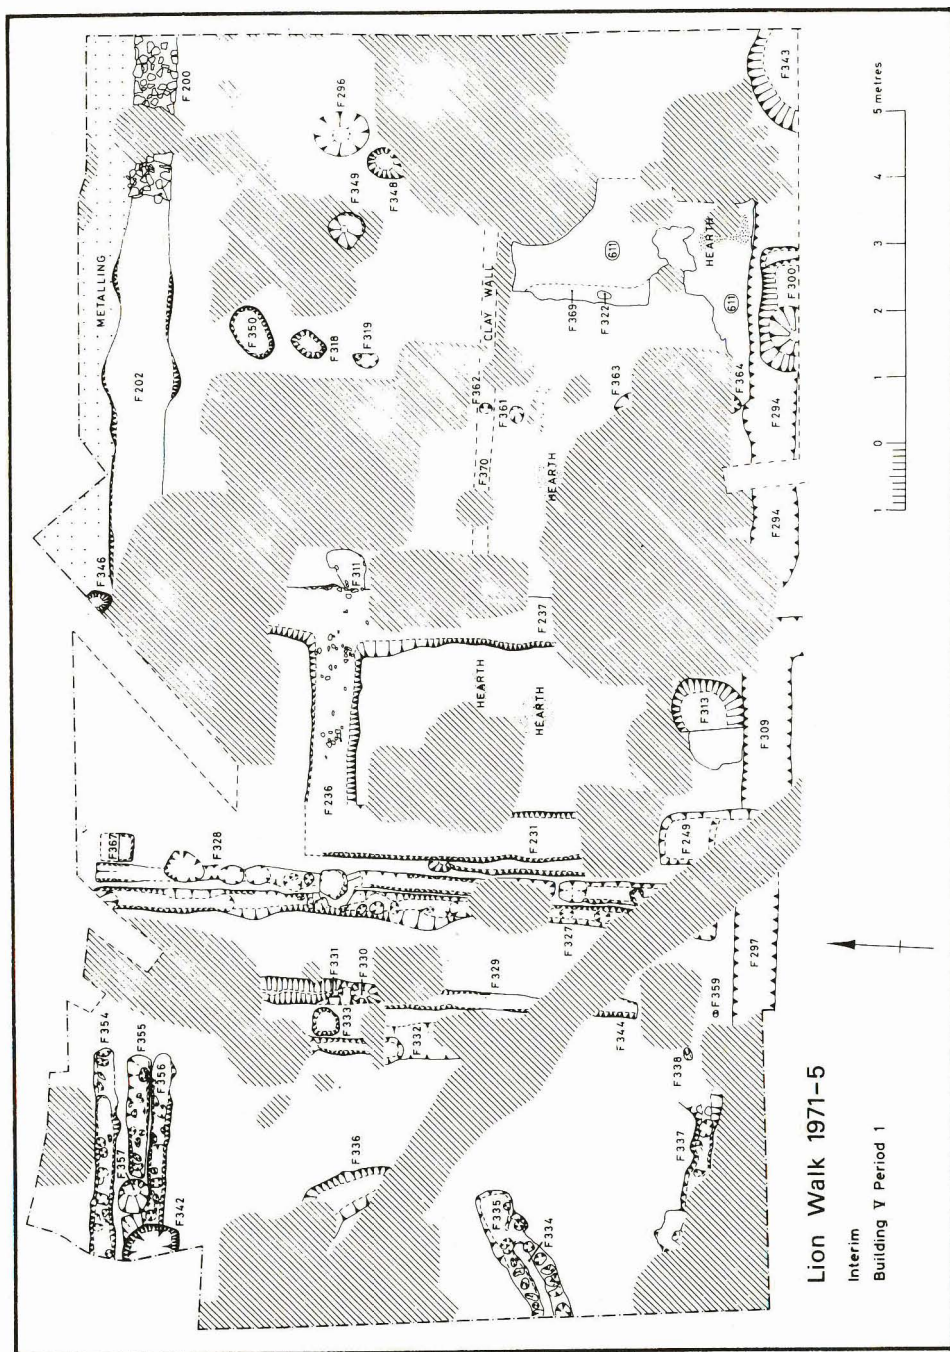 F 200
F 296
F 343
5 metres
4
3
2
1
0
1
METALLING
F 202
F 349
F 348
F 350
F 318
F 319
CLAY WALL
611
HEARTH
F 369
F 322
611
F 300
F 362
F 361
F 363
F 364
F 294
F 370
HEARTH
F 294
F 346
F 311
F 237
HEARTH
HEARTH
F 313
F 309
F 236
F 231
F 249
F 367
F 328
F 327
F 297
F 331
F 330
F 329
F 333
F 332
F 344
F 359
F 338
F 354
F 355
F 356
F 357
F 342
F 336
F 335
F 334
F 337
Lion Walk 1971-5
Interim
Building V Period 1